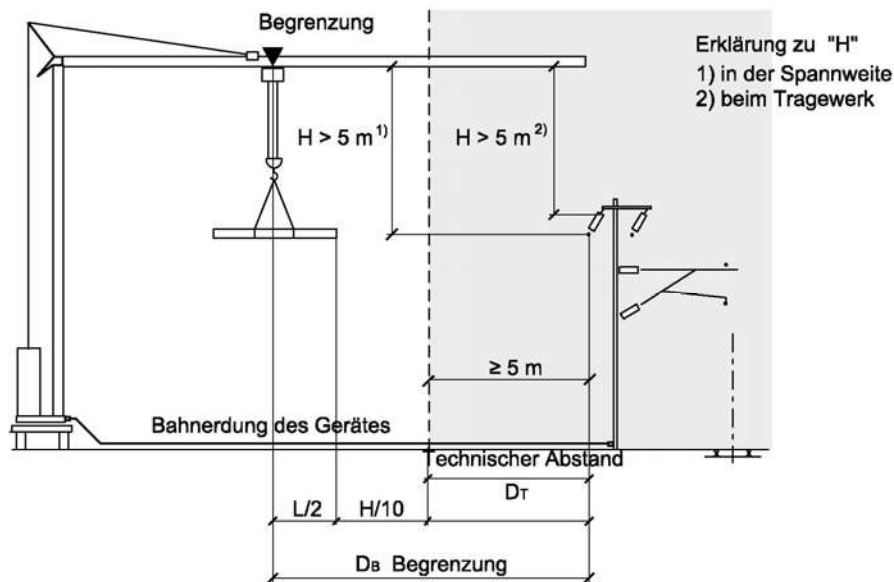 Begrenzung
Erklärung zu "H"
1) in der Spannweite
2) beim Tragewerk
H > 5 m 1)
H > 5 m 2)
≥ 5 m
Bahnerdung des Gerätes
Technischer Abstand
DT
L/2
H/10
DB Begrenzung